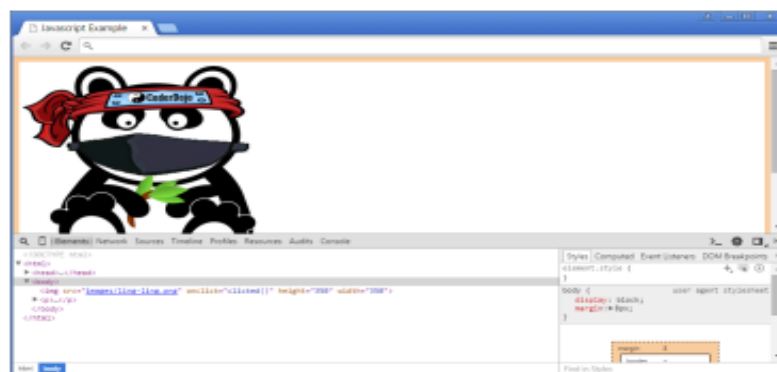 Javascript Example
CoderDojo
Elements Network Sources Timeline Profiles Resources Audits Console
<!DOCTYPE html>
<html>
<head>…</head>
<body>
<img src="images/ling-ling.png" onclick="clicked()" height="350" width="350">
<p>…</p>
</body>
</html>
html body
Styles Computed Event Listeners DOM Breakpoints
element.style {
}
body { user agent stylesheet
display: block;
margin: 8px;
}
margin 8
Find in Styles